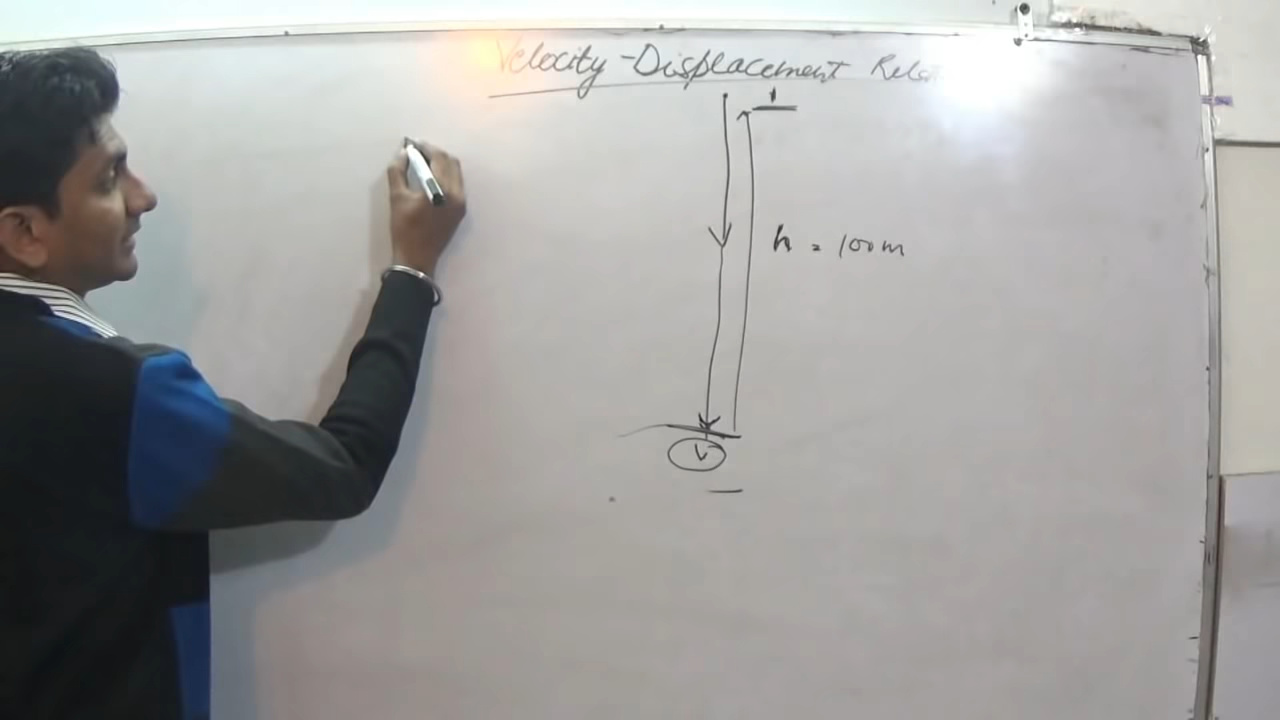 Velocity-Displacement
h = 100m
v